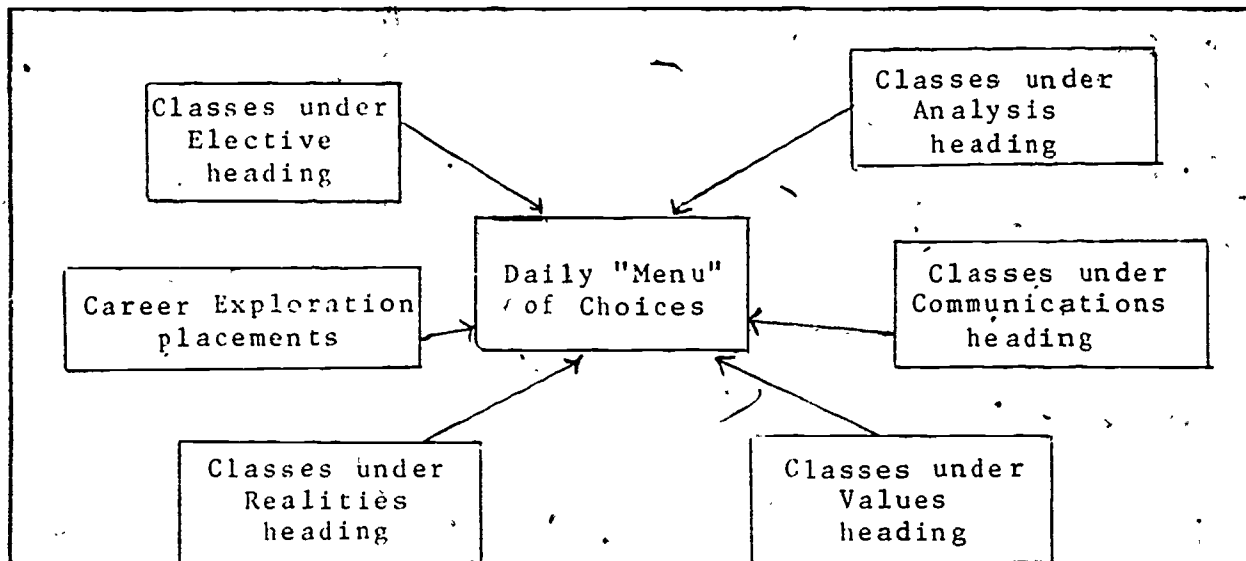 Classes under
Elective
heading
Classes under
Analysis
heading
Daily "Menu"
of Choices
Career Exploration
placements
Classes under
Communications
heading
Classes under
Realities
heading
Classes under
Values
heading